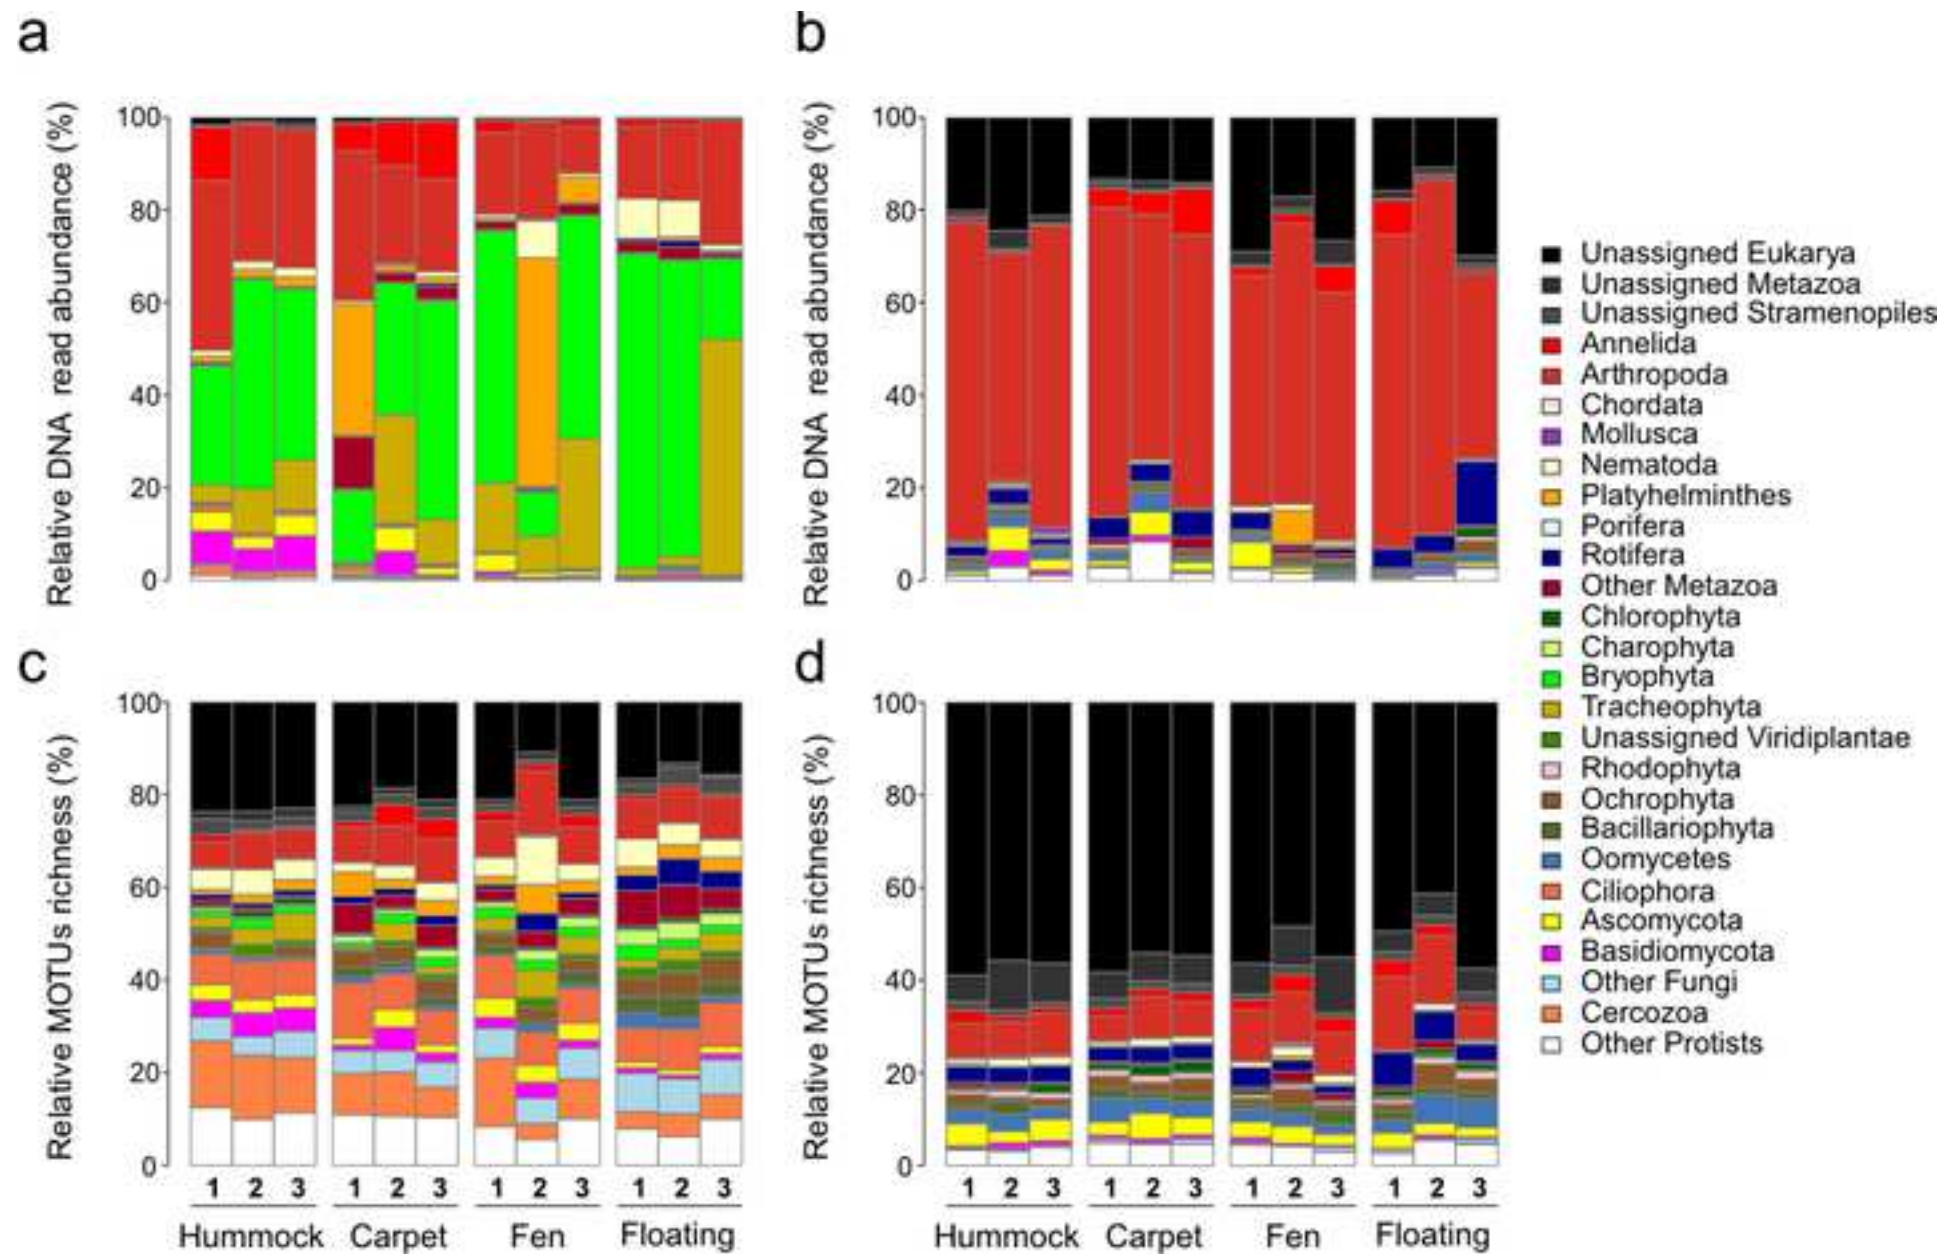 a
b
Relative DNA read abundance (%)
100
80
60
40
20
0
Relative DNA read abundance (%)
100
80
60
40
20
0
c
d
Relative MOTUs richness (%)
100
80
60
40
20
0
1 2 3 1 2 3 1 2 3 1 2 3
Hummock Carpet Fen Floating
Relative MOTUs richness (%)
100
80
60
40
20
0
1 2 3 1 2 3 1 2 3 1 2 3
Hummock Carpet Fen Floating
Unassigned Eukarya
Unassigned Metazoa
Unassigned Stramenopiles
Annelida
Arthropoda
Chordata
Mollusca
Nematoda
Platyhelminthes
Porifera
Rotifera
Other Metazoa
Chlorophyta
Charophyta
Bryophyta
Tracheophyta
Unassigned Viridiplantae
Rhodophyta
Ochrophyta
Bacillariophyta
Oomycetes
Ciliophora
Ascomycota
Basidiomycota
Other Fungi
Cercozoa
Other Protists